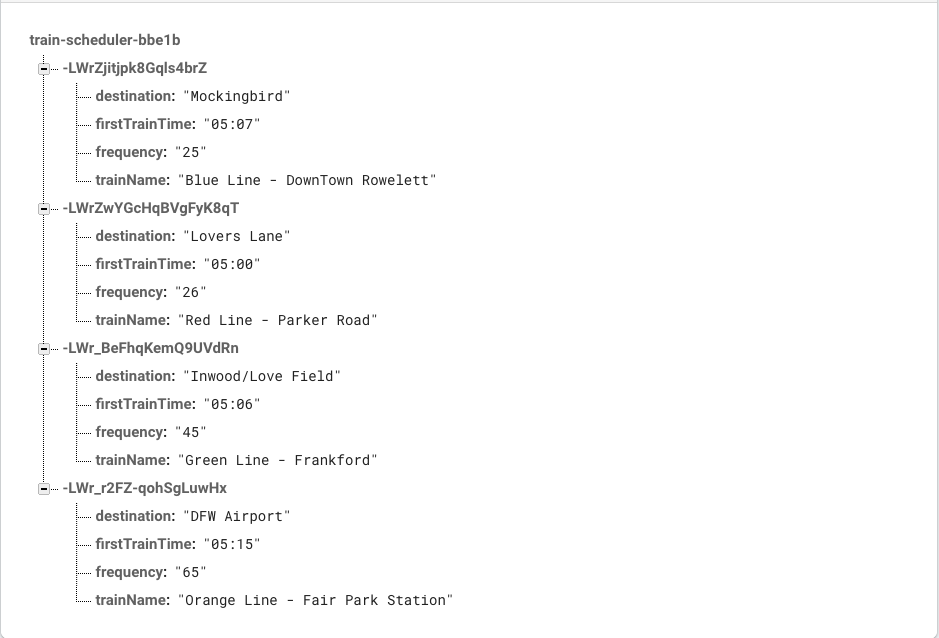 train-scheduler-bbe1b
-LWrZjitjpk8Gqls4brZ
destination: "Mockingbird"
firstTrainTime: "05:07"
frequency: "25"
trainName: "Blue Line - DownTown Rowelett"
-LWrZwYGcHqBVgFyK8qT
destination: "Lovers Lane"
firstTrainTime: "05:00"
frequency: "26"
trainName: "Red Line - Parker Road"
-LWr_BeFhqKemQ9UVdRn
destination: "Inwood/Love Field"
firstTrainTime: "05:06"
frequency: "45"
trainName: "Green Line - Frankford"
-LWr_r2FZ-qohSgLuwHx
destination: "DFW Airport"
firstTrainTime: "05:15"
frequency: "65"
trainName: "Orange Line - Fair Park Station"